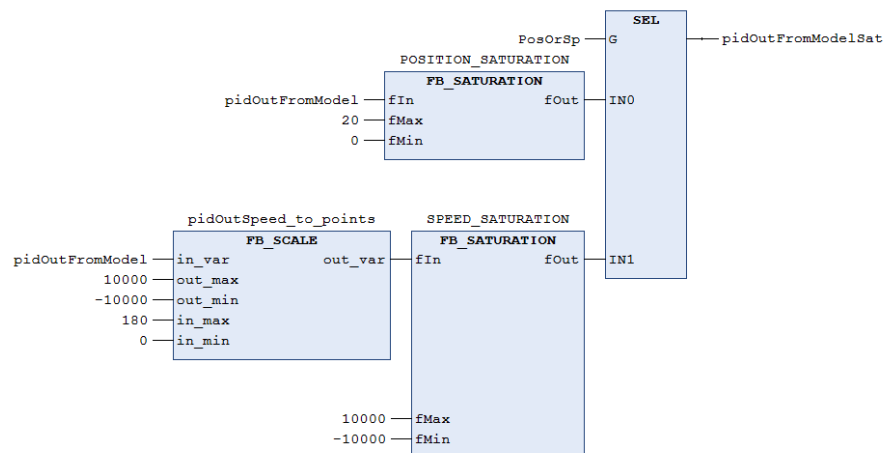 SEL
PosOrSp G pidOutFromModelSat
POSITION_SATURATION
FB_SATURATION
pidOutFromModel fIn fOut IN0
20 fMax
0 fMin
pidOutSpeed_to_points SPEED_SATURATION
FB_SCALE FB_SATURATION
pidOutFromModel in_var out_var fIn fOut IN1
10000 out_max
-10000 out_min
180 in_max
0 in_min
10000 fMax
-10000 fMin